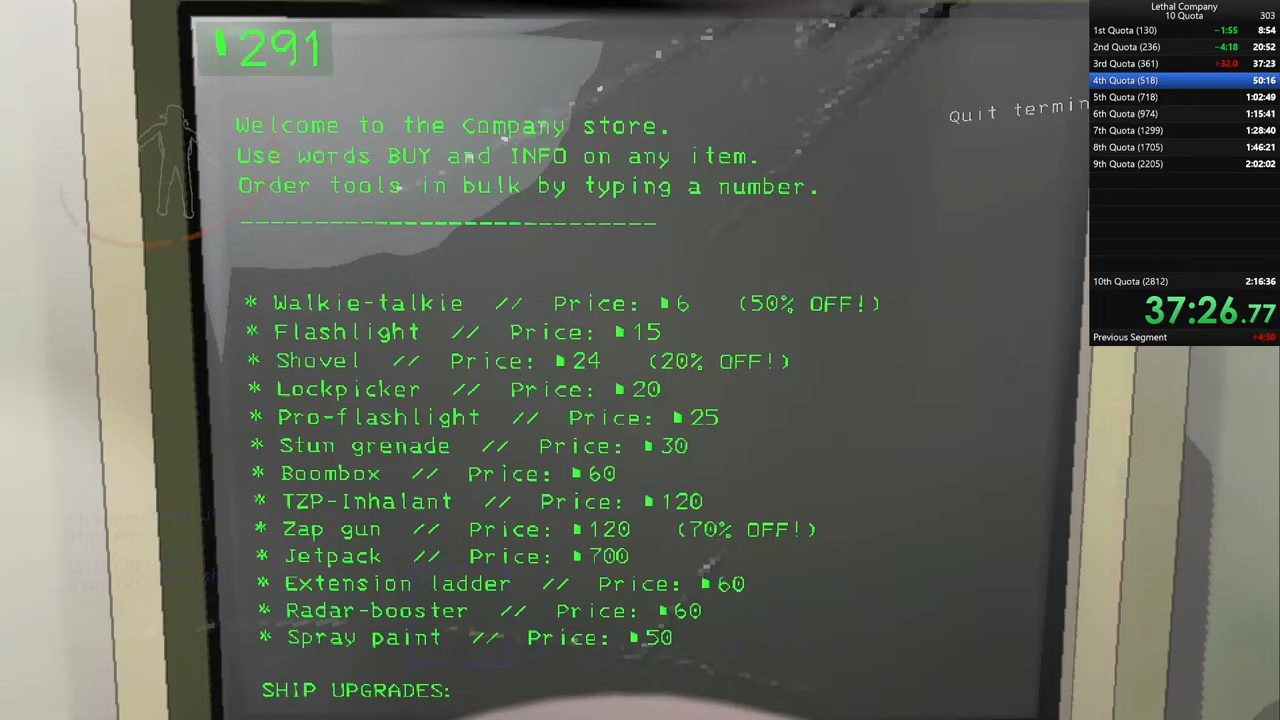 ▮291
Welcome to the Company store.
Use words BUY and INFO on any item.
Order tools in bulk by typing a number.
____________________________
* Walkie-talkie // Price: ▮6 (50% OFF!)
* Flashlight // Price: ▮15
* Shovel // Price: ▮24 (20% OFF!)
* Lockpicker // Price: ▮20
* Pro-flashlight // Price: ▮25
* Stun grenade // Price: ▮30
* Boombox // Price: ▮60
* TZP-Inhalant // Price: ▮120
* Zap gun // Price: ▮120 (70% OFF!)
* Jetpack // Price: ▮700
* Extension ladder // Price: ▮60
* Radar-booster // Price: ▮60
* Spray paint // Price: ▮50
SHIP UPGRADES:
Quit termin
Lethal Company
10 Quota 303
1st Quota (130) −1:55 8:54
2nd Quota (236) −4:18 20:52
3rd Quota (361) +32.0 37:23
4th Quota (518) 50:16
5th Quota (718) 1:02:49
6th Quota (974) 1:15:41
7th Quota (1299) 1:28:40
8th Quota (1705) 1:46:21
9th Quota (2205) 2:02:02
10th Quota (2812) 2:16:36
37:26.77
Previous Segment +4:50